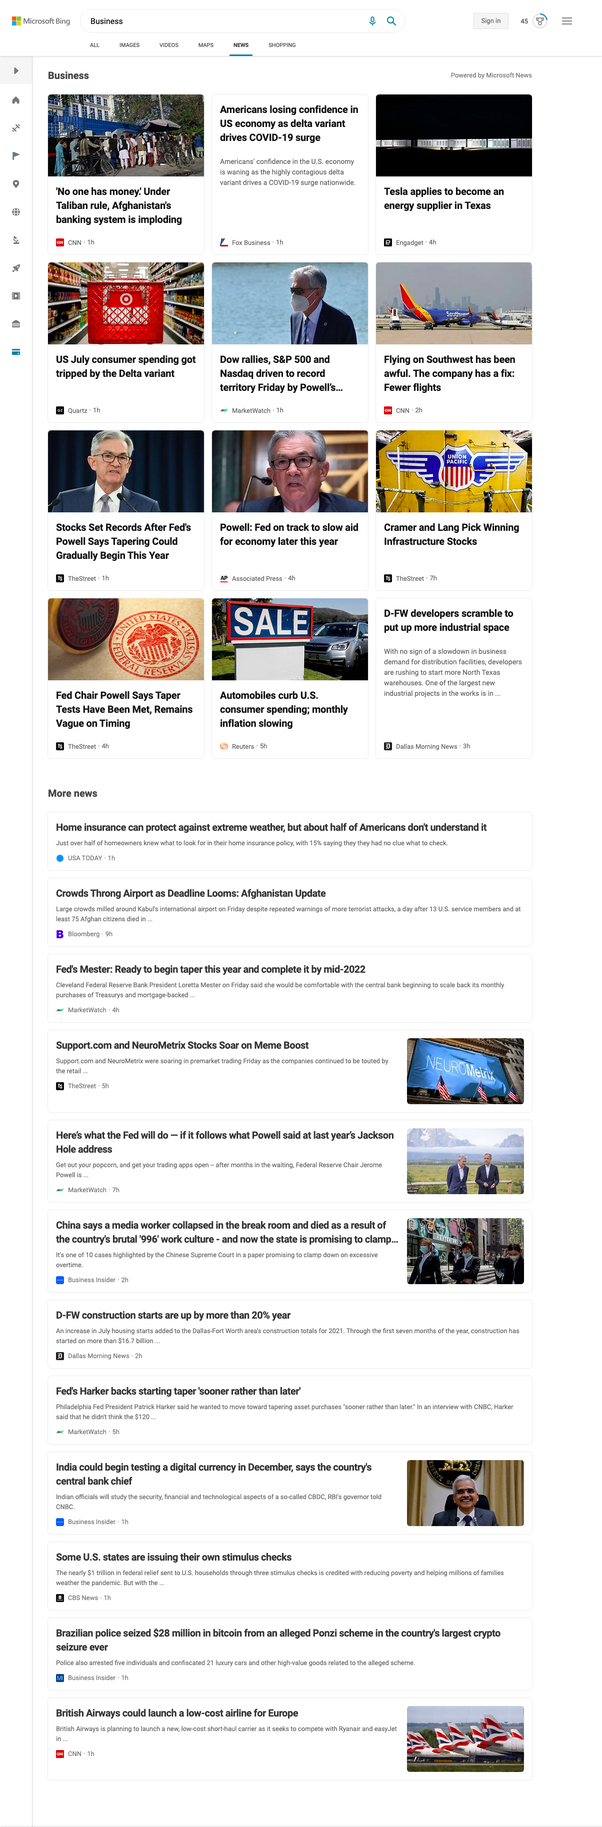 Microsoft Bing
Business
Sign in
45
ALL
IMAGES
VIDEOS
MAPS
NEWS
SHOPPING
Business
Powered by Microsoft News
'No one has money.' Under
Taliban rule, Afghanistan's
banking system is imploding
CNN · 1h
Americans losing confidence in
US economy as delta variant
drives COVID-19 surge
Americans' confidence in the U.S. economy
is waning as the highly contagious delta
variant drives a COVID-19 surge nationwide.
Fox Business · 1h
Tesla applies to become an
energy supplier in Texas
Engadget · 4h
US July consumer spending got
tripped by the Delta variant
Quartz · 1h
Dow rallies, S&P 500 and
Nasdaq driven to record
territory Friday by Powell's...
MarketWatch · 1h
Flying on Southwest has been
awful. The company has a fix:
Fewer flights
CNN · 2h
Stocks Set Records After Fed's
Powell Says Tapering Could
Gradually Begin This Year
TheStreet · 1h
Powell: Fed on track to slow aid
for economy later this year
AP
Associated Press · 4h
UNION
PACIFIC
Cramer and Lang Pick Winning
Infrastructure Stocks
TheStreet · 7h
UNITED STATES
FEDERAL RESERVE SYSTEM
Fed Chair Powell Says Taper
Tests Have Been Met, Remains
Vague on Timing
TheStreet · 4h
SALE
Automobiles curb U.S.
consumer spending; monthly
inflation slowing
Reuters · 5h
D-FW developers scramble to
put up more industrial space
With no sign of a slowdown in business
demand for distribution facilities, developers
are rushing to start more North Texas
warehouses. One of the largest new
industrial projects in the works is in ...
Dallas Morning News · 3h
More news
Home insurance can protect against extreme weather, but about half of Americans don't understand it
Just over half of homeowners knew what to look for in their home insurance policy, with 15% saying they had no clue what to check.
USA TODAY · 1h
Crowds Throng Airport as Deadline Looms: Afghanistan Update
Large crowds milled around Kabul's international airport on Friday despite repeated warnings of more terrorist attacks, a day after 13 U.S. service members and at
least 75 Afghan citizens died in ...
B
Bloomberg · 9h
Fed's Mester: Ready to begin taper this year and complete it by mid-2022
Cleveland Federal Reserve Bank President Loretta Mester on Friday said she would be comfortable with the central bank beginning to scale back its monthly
purchases of Treasurys and mortgage-backed ...
MarketWatch · 4h
Support.com and NeuroMetrix Stocks Soar on Meme Boost
Support.com and NeuroMetrix were soaring in premarket trading Friday as the companies continued to be touted by
the retail ...
TheStreet · 5h
NEUROMetrix
Here's what the Fed will do — if it follows what Powell said at last year's Jackson
Hole address
Get out your popcorn, and get your trading apps open – after months in the waiting, Federal Reserve Chair Jerome
Powell is ...
MarketWatch · 7h
China says a media worker collapsed in the break room and died as a result of
the country's brutal '996' work culture - and now the state is promising to clamp...
It's one of 10 cases highlighted by the Chinese Supreme Court in a paper promising to clamp down on excessive
overtime.
Business Insider · 2h
D-FW construction starts are up by more than 20% year
An increase in July housing starts added to the Dallas-Fort Worth area's construction totals for 2021. Through the first seven months of the year, construction has
started on more than $16.7 billion ...
Dallas Morning News · 2h
Fed's Harker backs starting taper 'sooner rather than later'
Philadelphia Fed President Patrick Harker said he wanted to move toward tapering asset purchases "sooner rather than later." In an interview with CNBC, Harker
said that he didn't think the $120 ...
MarketWatch · 5h
India could begin testing a digital currency in December, says the country's
central bank chief
Indian officials will study the security, financial and technological aspects of a so-called CBDC, RBI's governor told
CNBC.
Business Insider · 1h
Some U.S. states are issuing their own stimulus checks
The nearly $1 trillion in federal relief sent to U.S. households through three stimulus checks is credited with reducing poverty and helping millions of families
weather the pandemic. But with the ...
CBS News · 1h
Brazilian police seized $28 million in bitcoin from an alleged Ponzi scheme in the country's largest crypto
seizure ever
Police also arrested five individuals and confiscated 21 luxury cars and other high-value goods related to the alleged scheme.
Business Insider · 1h
British Airways could launch a low-cost airline for Europe
British Airways is planning to launch a new, low-cost short-haul carrier as it seeks to compete with Ryanair and easyJet
in ...
CNN · 1h